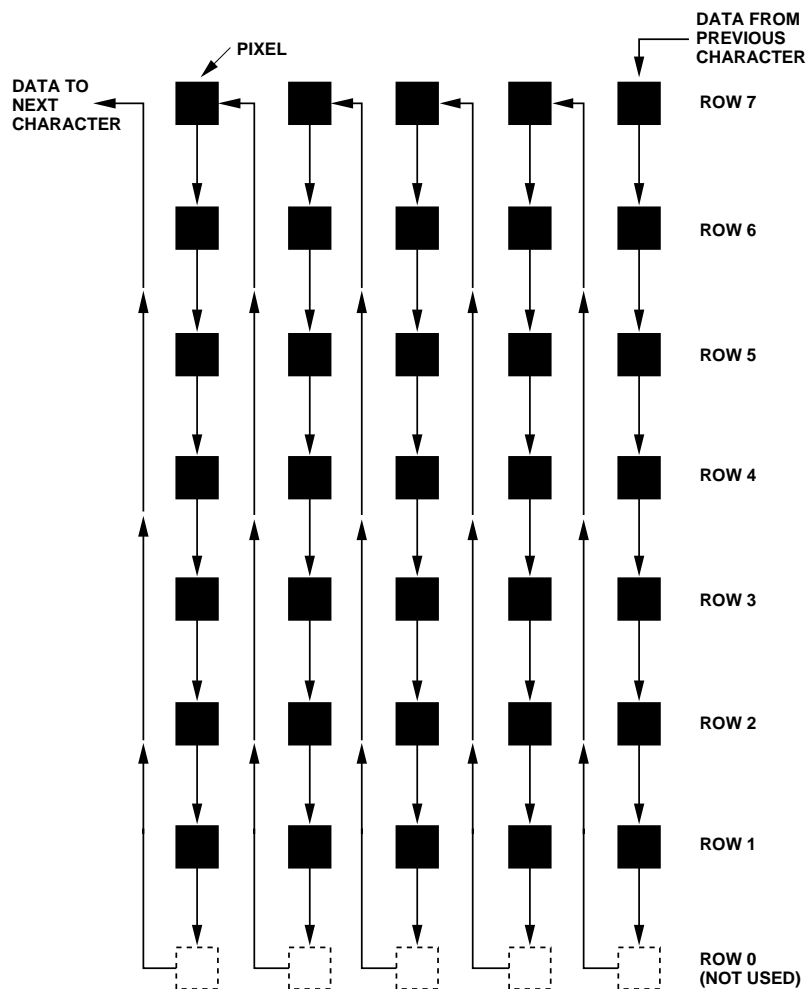 DATA FROM
PREVIOUS
CHARACTER
PIXEL
DATA TO
NEXT
CHARACTER
ROW 7
ROW 6
ROW 5
ROW 4
ROW 3
ROW 2
ROW 1
ROW 0
(NOT USED)